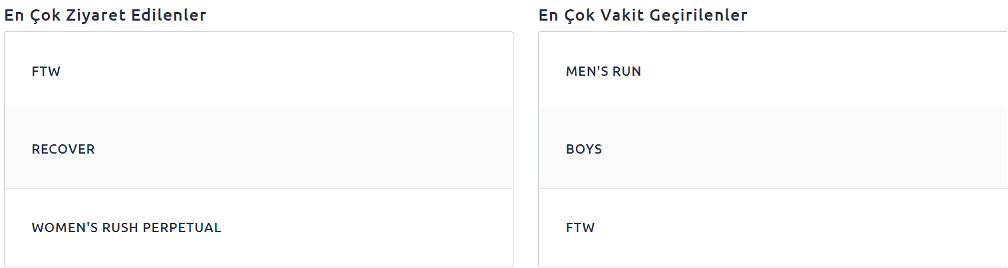 En Çok Ziyaret Edilenler
FTW
RECOVER
WOMEN'S RUSH PERPETUAL
En Çok Vakit Geçirilenler
MEN'S RUN
BOYS
FTW